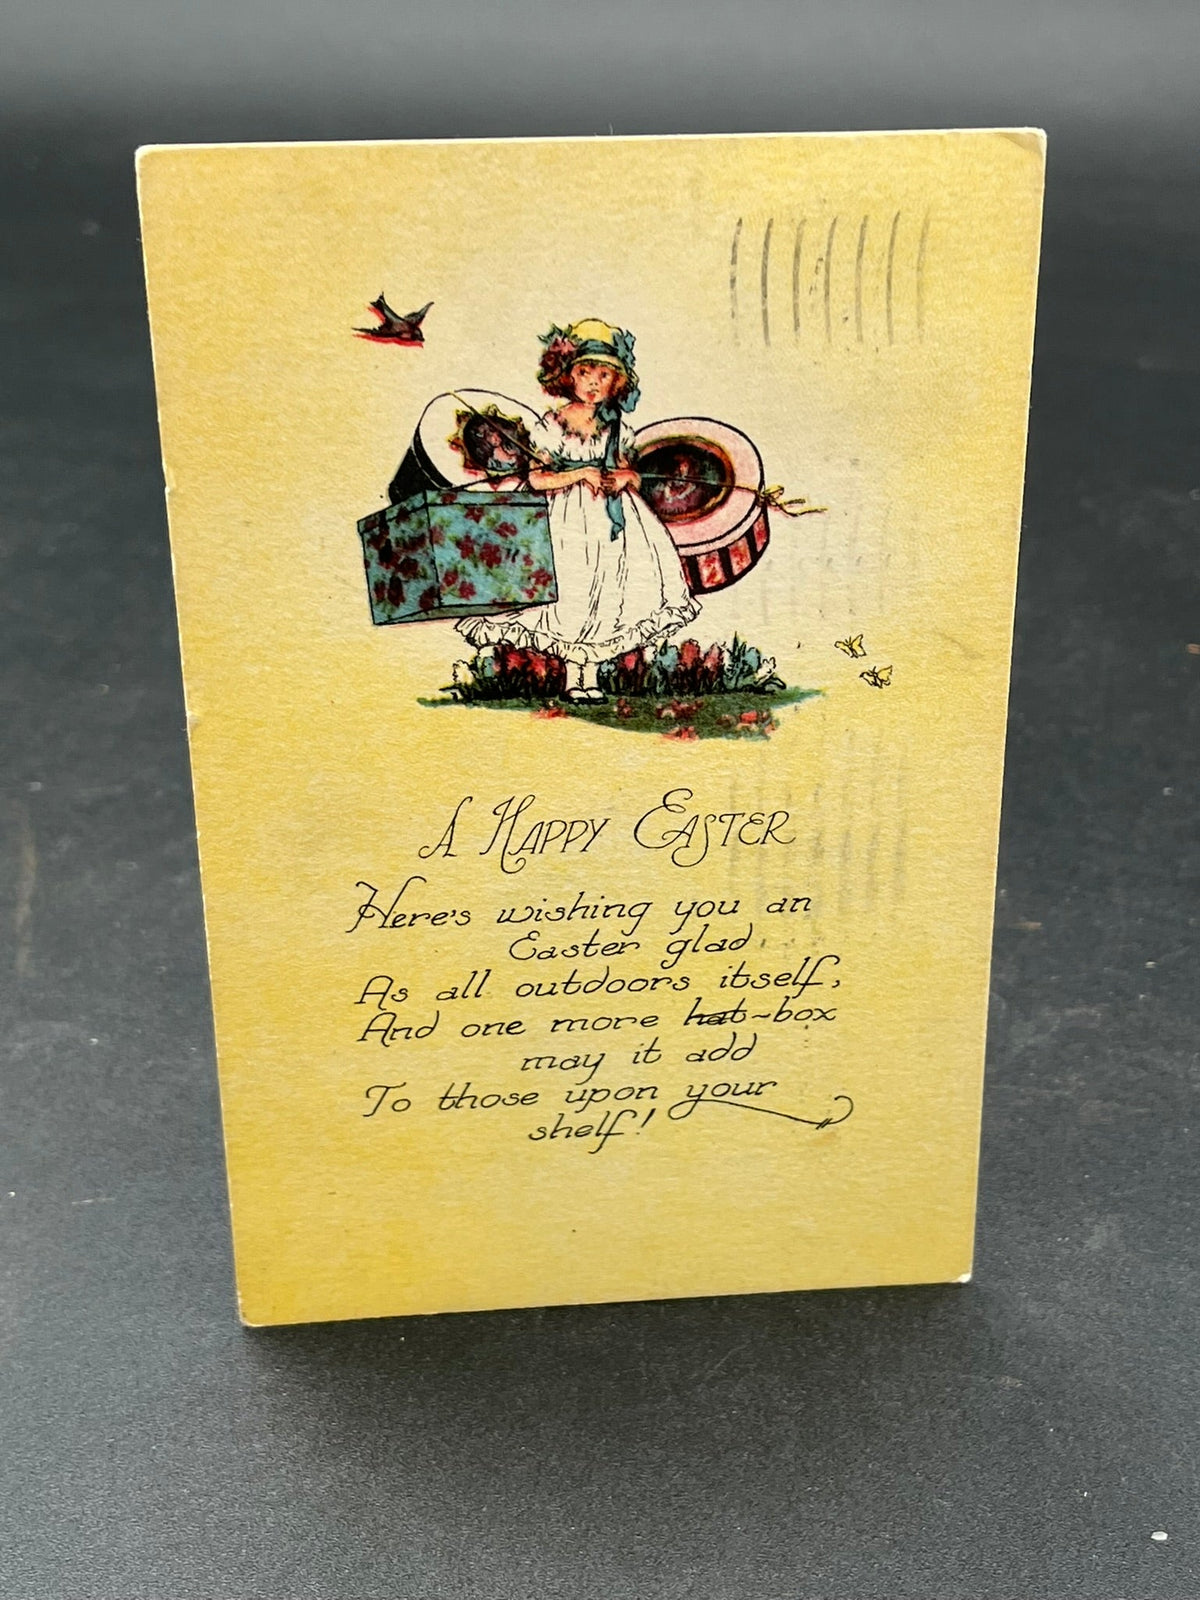 A HAPPY EASTER
Here's wishing you an
Easter glad
As all outdoors itself,
And one more hat-box
may it add
To those upon your
shelf!